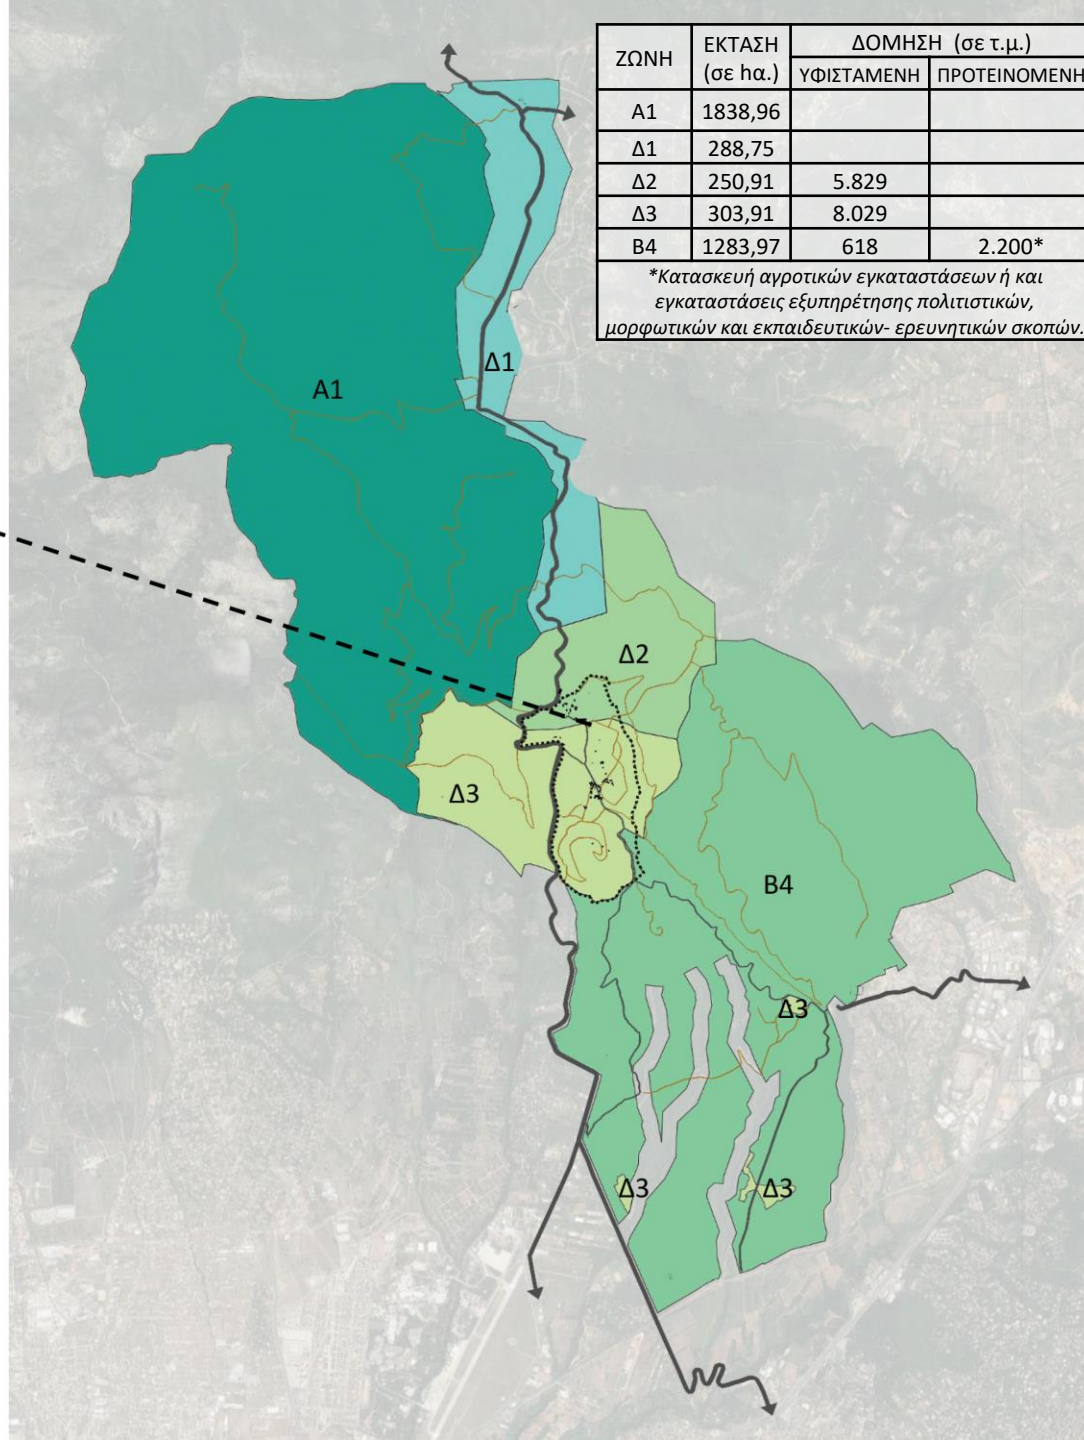 ΖΩΝΗ ΕΚΤΑΣΗ (σε hα.) ΔΟΜΗΣΗ (σε τ.μ.)
ΥΦΙΣΤΑΜΕΝΗ ΠΡΟΤΕΙΝΟΜΕΝΗ
Α1 1838,96
Δ1 288,75
Δ2 250,91 5.829
Δ3 303,91 8.029
Β4 1283,97 618 2.200*
*Κατασκευή αγροτικών εγκαταστάσεων ή και
εγκαταστάσεις εξυπηρέτησης πολιτιστικών,
μορφωτικών και εκπαιδευτικών- ερευνητικών σκοπών.
Δ1
Α1
Δ2
Δ3
Β4
Δ3
Δ3
Δ3